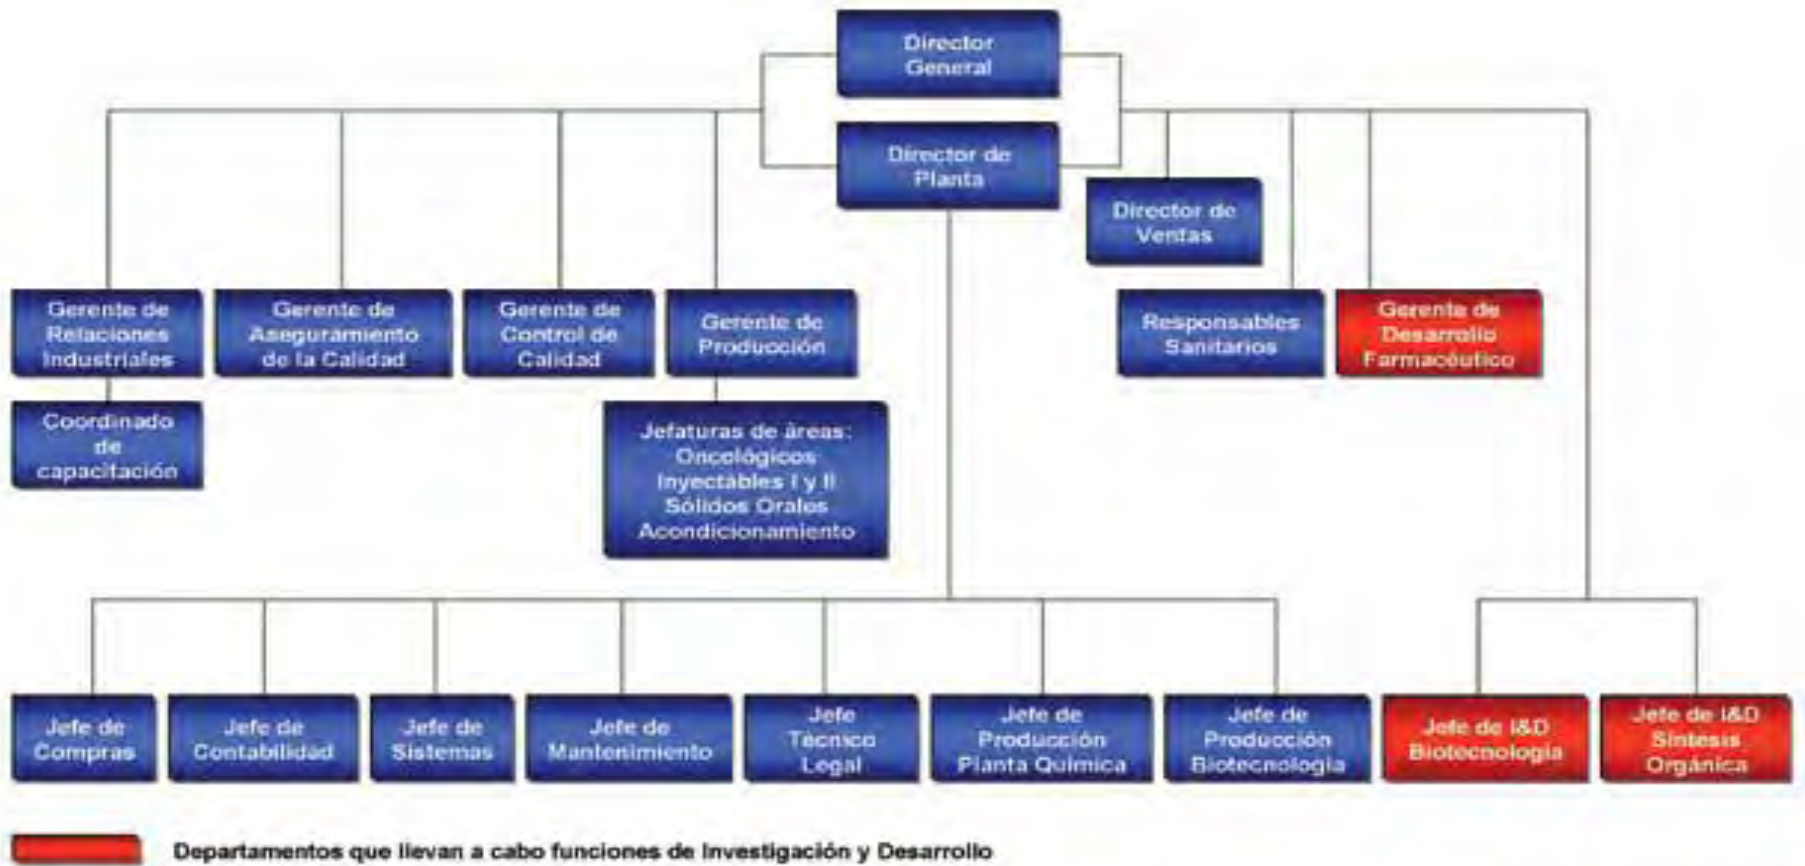 Director
General
Director de
Planta
Director de
Ventas
Gerente de
Relaciones
Industriales
Gerente de
Aseguramiento
de la Calidad
Gerente de
Control de
Calidad
Gerente de
Producción
Responsables
Sanitarios
Gerente de
Desarrollo
Farmacéutico
Coordinado
de
capacitación
Jefaturas de áreas:
Oncológicos
Inyectábles I y II
Sólidos Orales
Acondicionamiento
Jefe de
Compras
Jefe de
Contabilidad
Jefe de
Sistemas
Jefe de
Mantenimiento
Jefe
Técnico
Legal
Jefe de
Producción
Planta Química
Jefe de
Producción
Biotecnología
Jefe de I&D
Biotecnología
Jefe de I&D
Síntesis
Orgánica
Departamentos que llevan a cabo funciones de Investigación y Desarrollo